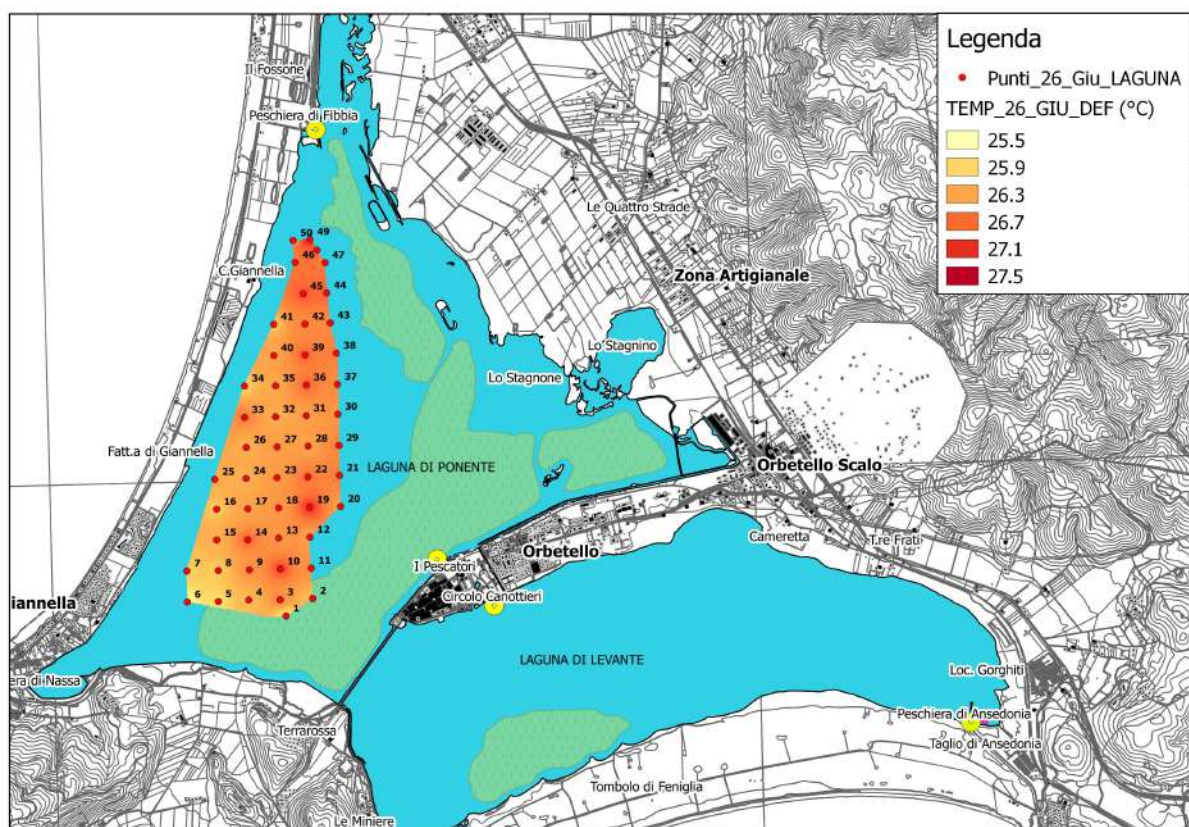 Legenda
Punti_26_Giu_LAGUNA
TEMP_26_GIU_DEF (°C)
25.5
25.9
26.3
26.7
27.1
27.5
Il Fossone
Peschiera di Fibbia
Le Quattro Strade
50 49
46 47
C.Giannella
Zona Artigianale
45 44
41 42 43
40 39 38
Lo Stagnino
Lo Stagnone
34 35 36 37
33 32 31 30
26 27 28 29
Fatt.a di Giannella
LAGUNA DI PONENTE
Orbetello Scalo
25 24 23 22 21
16 17 18 19 20
15 14 13 12
Cameretta
T.re Frati
Orbetello
I Pescatori
7 8 9 10 11
Circolo Canottieri
6 5 4 3 2
iannella
1
LAGUNA DI LEVANTE
Loc. Gorghiti
era di Nassa
Peschiera di Ansedonia
Terrarossa
Taglio di Ansedonia
Tombolo di Feniglia
Le Miniere